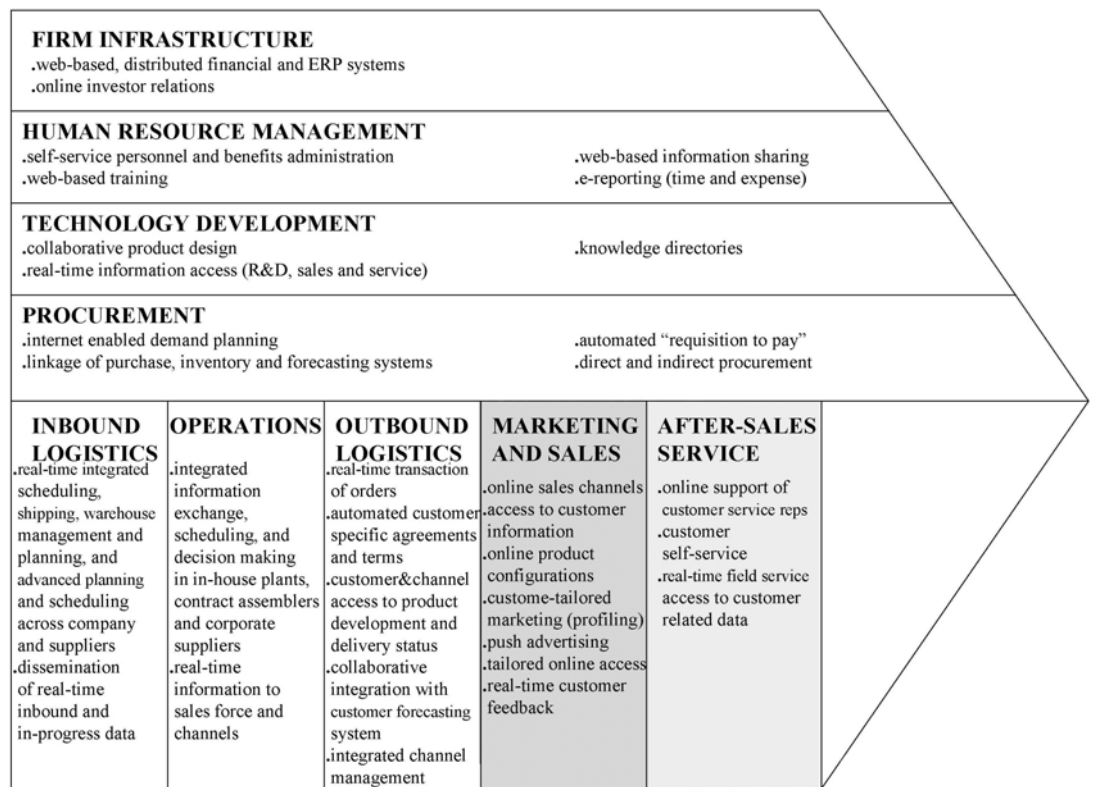 FIRM INFRASTRUCTURE
.web-based, distributed financial and ERP systems
.online investor relations
HUMAN RESOURCE MANAGEMENT
.self-service personnel and benefits administration
.web-based training
.web-based information sharing
.e-reporting (time and expense)
TECHNOLOGY DEVELOPMENT
.collaborative product design
.real-time information access (R&D, sales and service)
.knowledge directories
PROCUREMENT
.internet enabled demand planning
.linkage of purchase, inventory and forecasting systems
.automated “requisition to pay”
.direct and indirect procurement
INBOUND
LOGISTICS
.real-time integrated
scheduling,
shipping, warehouse
management and
planning, and
advanced planning
and scheduling
across company
and suppliers
.dissemination
of real-time
inbound and
in-progress data
OPERATIONS
.integrated
information
exchange,
scheduling, and
decision making
in in-house plants,
contract assemblers
and corporate
suppliers
.real-time
information to
sales force and
channels
OUTBOUND
LOGISTICS
.real-time transaction
of orders
.automated customer
specific agreements
and terms
.customer&channel
access to product
development and
delivery status
.collaborative
integration with
customer forecasting
system
.integrated channel
management
MARKETING
AND SALES
.online sales channels
.access to customer
information
.online product
configurations
.custome-tailored
marketing (profiling)
.push advertising
.tailored online access
.real-time customer
feedback
AFTER-SALES
SERVICE
.online support of
customer service reps
.customer
self-service
.real-time field service
access to customer
related data